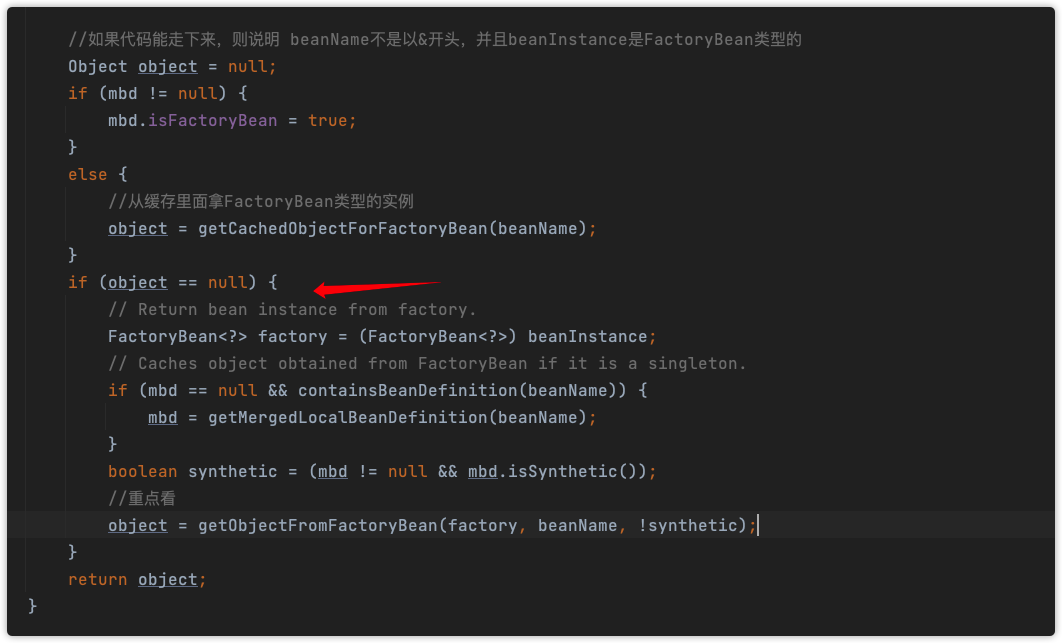 //如果代码能走下来，则说明 beanName不是以&开头，并且beanInstance是FactoryBean类型的
Object object = null;
if (mbd != null) {
mbd.isFactoryBean = true;
}
else {
//从缓存里面拿FactoryBean类型的实例
object = getCachedObjectForFactoryBean(beanName);
}
if (object == null) {
// Return bean instance from factory.
FactoryBean<?> factory = (FactoryBean<?>) beanInstance;
// Caches object obtained from FactoryBean if it is a singleton.
if (mbd == null && containsBeanDefinition(beanName)) {
mbd = getMergedLocalBeanDefinition(beanName);
}
boolean synthetic = (mbd != null && mbd.isSynthetic());
//重点看
object = getObjectFromFactoryBean(factory, beanName, !synthetic);
}
return object;
}